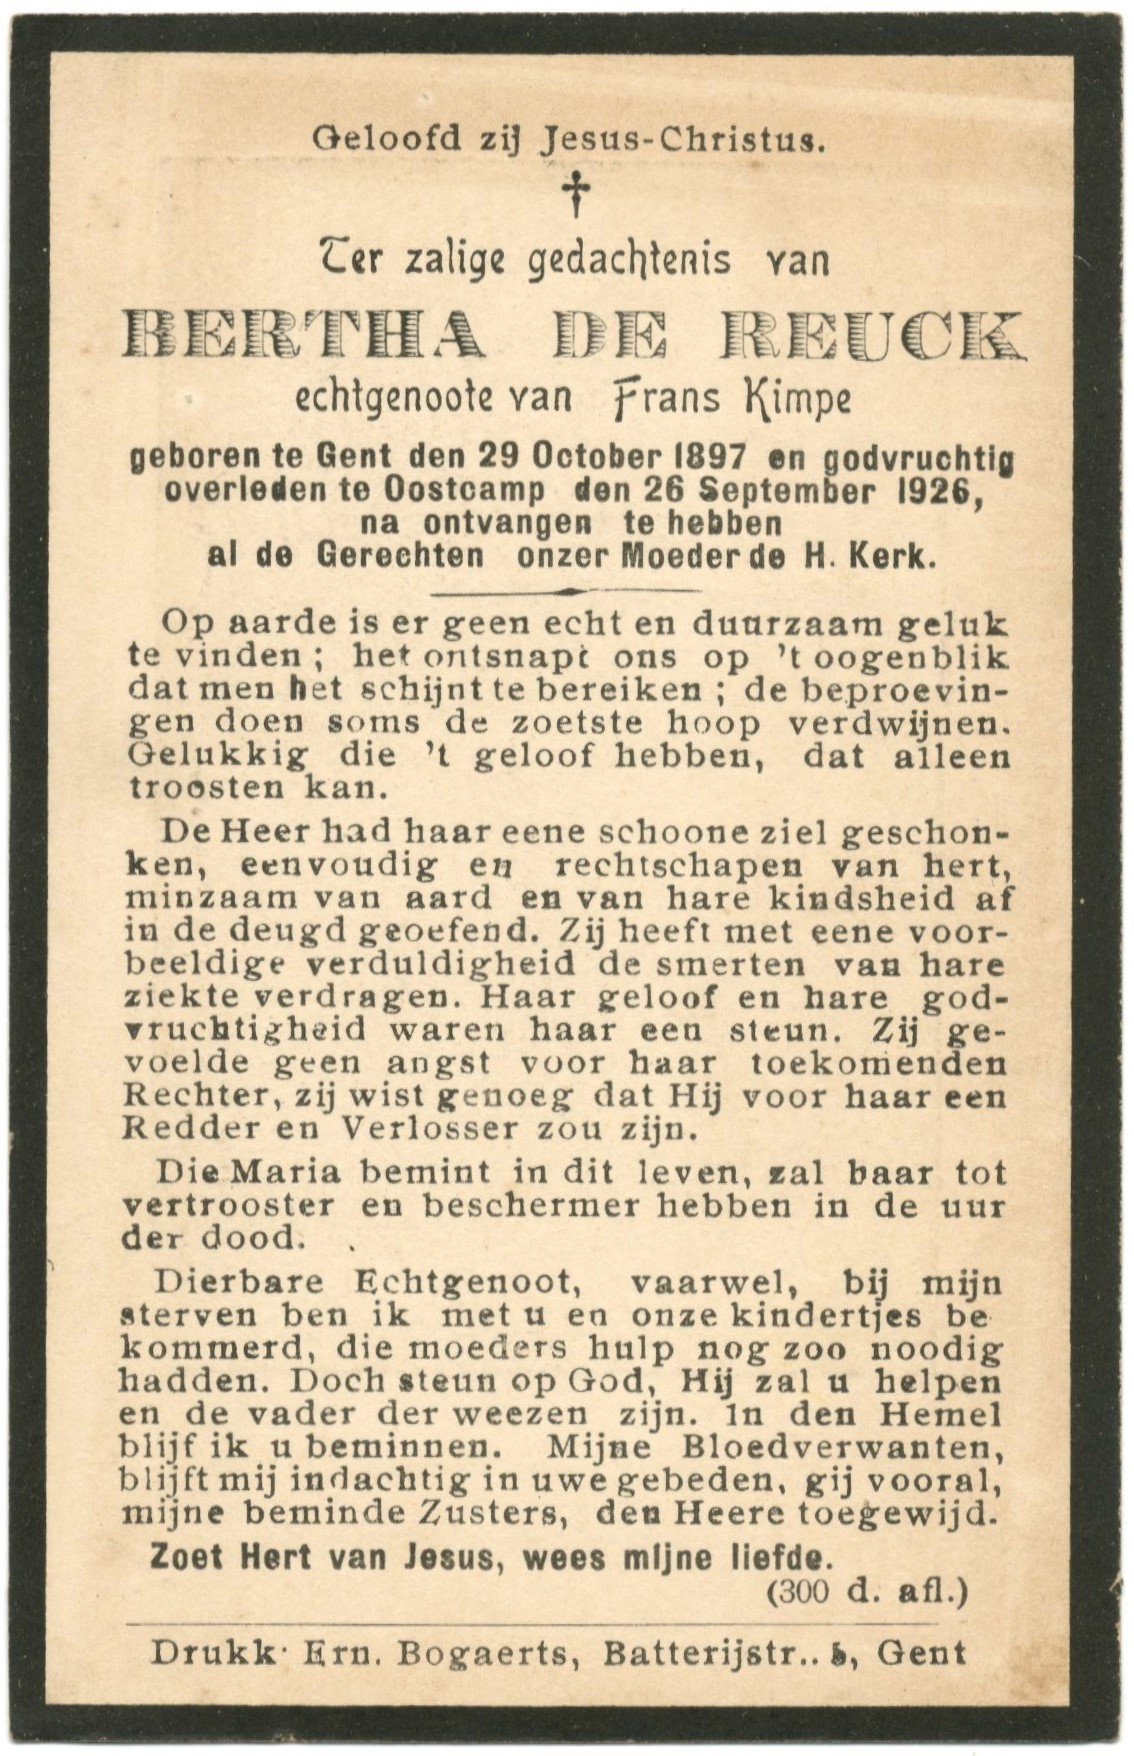 Geloofd zij Jesus-Christus.
†
Ter zalige gedachtenis van
BERTHA DE REUCK
echtgenoote van Frans Kimpe
geboren te Gent den 29 October 1897 en godvruchtig
overleden te Oostcamp den 26 September 1926,
na ontvangen te hebben
al de Gerechten onzer Moeder de H. Kerk.
Op aarde is er geen echt en duurzaam geluk
te vinden ; het ontsnapt ons op 't oogenblik
dat men het schijnt te bereiken ; de beproevin-
gen doen soms de zoetste hoop verdwijnen.
Gelukkig die 't geloof hebben, dat alleen
troosten kan.
De Heer had haar eene schoone ziel geschon-
ken, eenvoudig en rechtschapen van hert,
minzaam van aard en van hare kindsheid af
in de deugd geoefend. Zij heeft met eene voor-
beeldige verduldigheid de smerten van hare
ziekte verdragen. Haar geloof en hare god-
vruchtigheid waren haar een steun. Zij ge-
voelde geen angst voor haar toekomenden
Rechter, zij wist genoeg dat Hij voor haar een
Redder en Verlosser zou zijn.
Die Maria bemint in dit leven, zal haar tot
vertrooster en beschermer hebben in de uur
der dood.
Dierbare Echtgenoot, vaarwel, bij mijn
sterven ben ik met u en onze kindertjes be
kommerd, die moeders hulp nog zoo noodig
hadden. Doch steun op God, Hij zal u helpen
en de vader der weezen zijn. In den Hemel
blijf ik u beminnen. Mijne Bloedverwanten,
blijft mij indachtig in uwe gebeden, gij vooral,
mijne beminde Zusters, den Heere toegewijd.
Zoet Hert van Jesus, wees mijne liefde.
(300 d. afl.)
Drukk. Ern. Bogaerts, Batterijstr.. , Gent